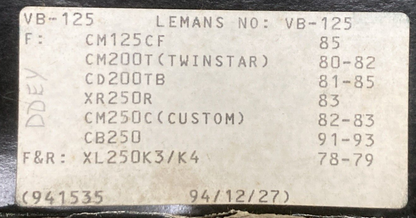 VB-125 LEMANS NO: VB-125
F: CM125CF 85
CM200T(TWINSTAR) 80-82
CD200TB 81-85
XR250R 83
CM250C(CUSTOM) 82-83
CB250 91-93
F&R: XL250K3/K4 78-79
(941535 94/12/27)